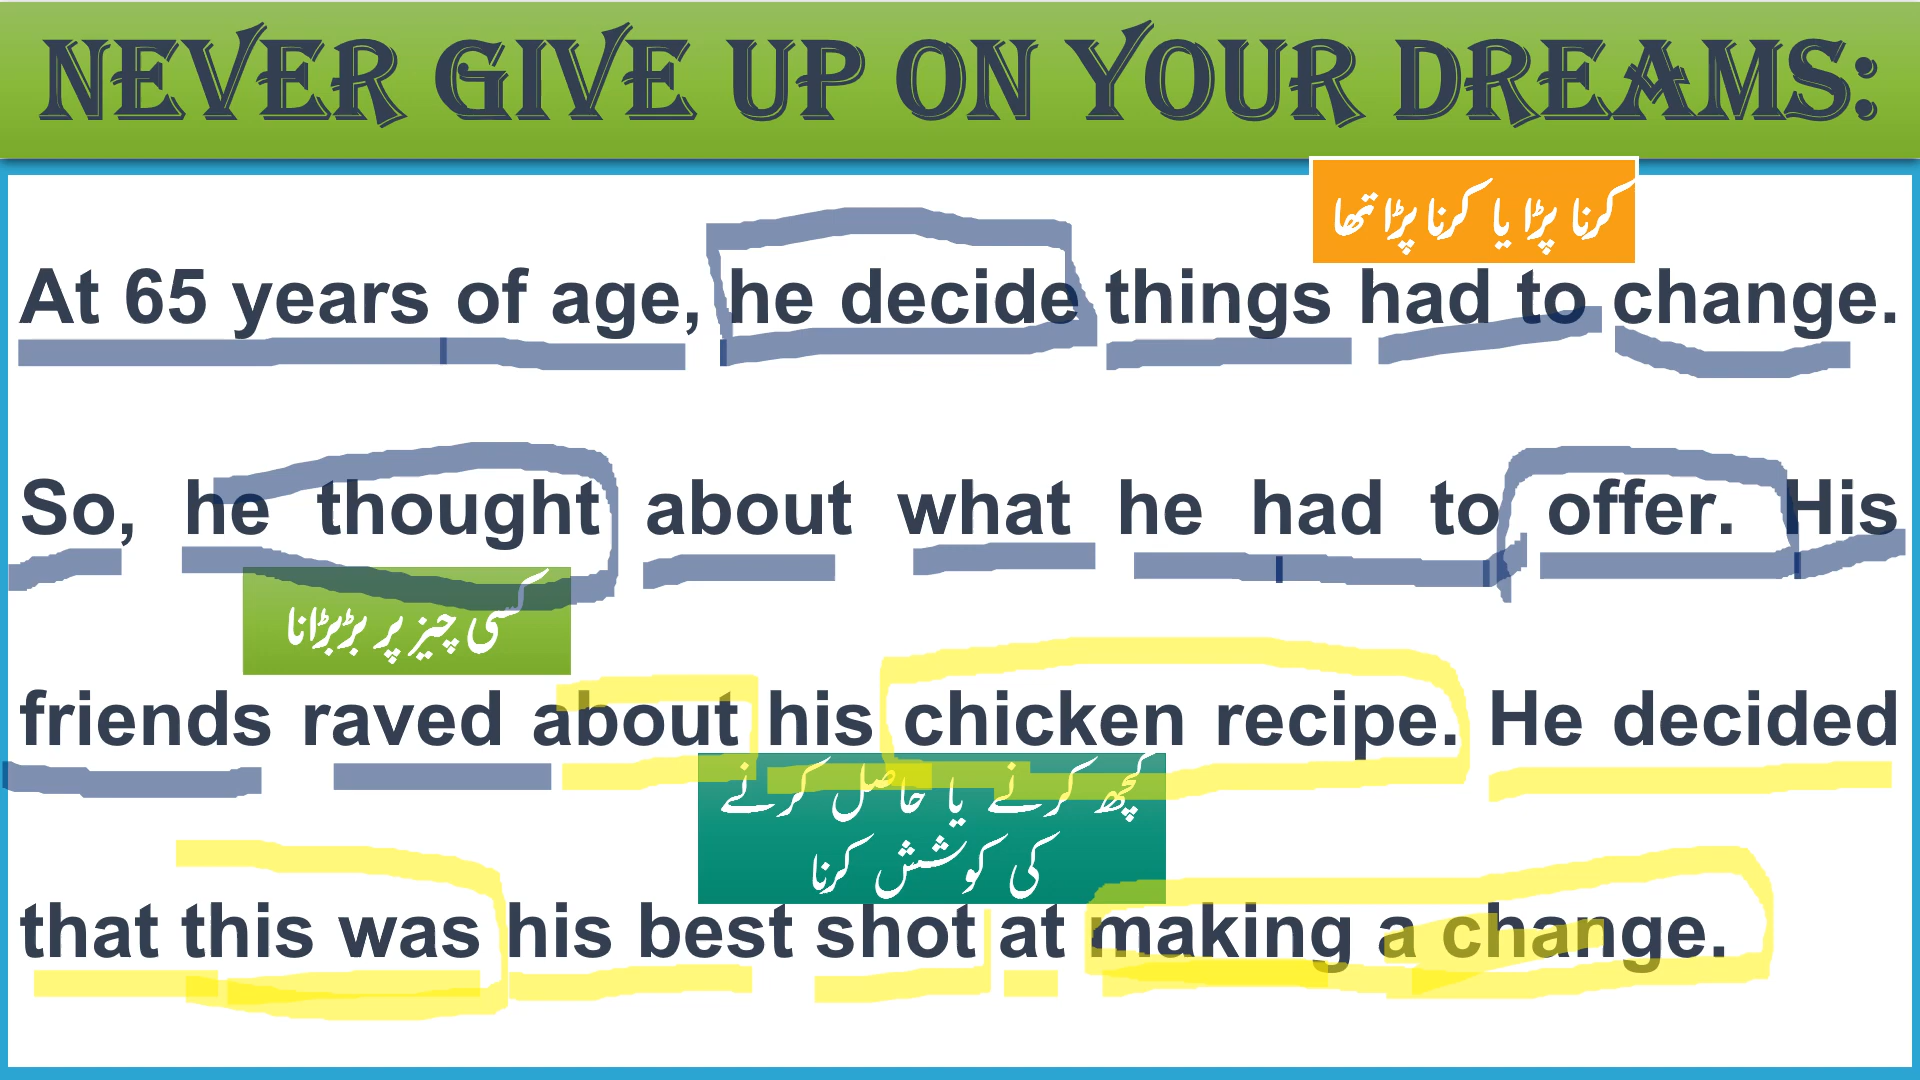 NEVER GIVE UP ON YOUR DREAMS:
کرنا پڑا یا کرنا پڑا تھا
At 65 years of age, he decide things had to change.
So, he thought about what he had to offer. His
کسی چیز پر بڑبڑانا
friends raved about his chicken recipe. He decided
کچھ کرنے یا حاصل کرنے
کی کوشش کرنا
that this was his best shot at making a change.